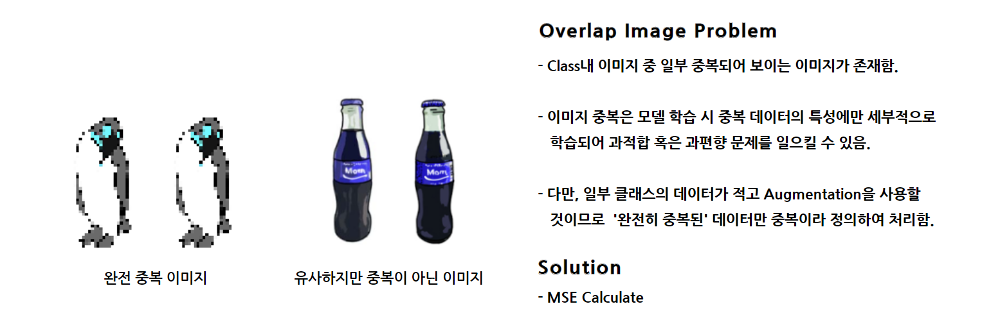 Overlap Image Problem
- Class내 이미지 중 일부 중복되어 보이는 이미지가 존재함.
- 이미지 중복은 모델 학습 시 중복 데이터의 특성에만 세부적으로
학습되어 과적합 혹은 과편향 문제를 일으킬 수 있음.
- 다만, 일부 클래스의 데이터가 적고 Augmentation을 사용할
것이므로 '완전히 중복된' 데이터만 중복이라 정의하여 처리함.
Solution
- MSE Calculate
Mom
Mom
완전 중복 이미지
유사하지만 중복이 아닌 이미지